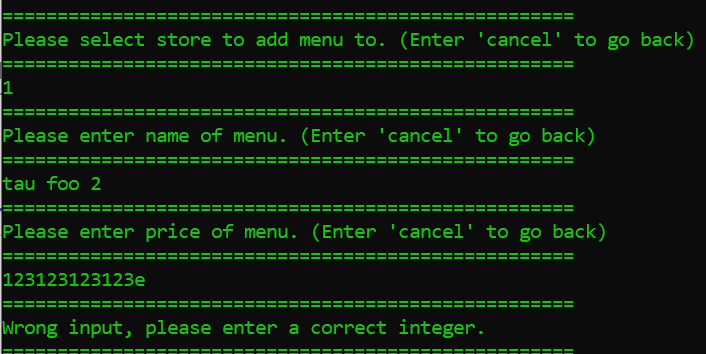 ====================================================
Please select store to add menu to. (Enter 'cancel' to go back)
====================================================
1
====================================================
Please enter name of menu. (Enter 'cancel' to go back)
====================================================
tau foo 2
====================================================
Please enter price of menu. (Enter 'cancel' to go back)
====================================================
123123123123e
====================================================
Wrong input, please enter a correct integer.
====================================================